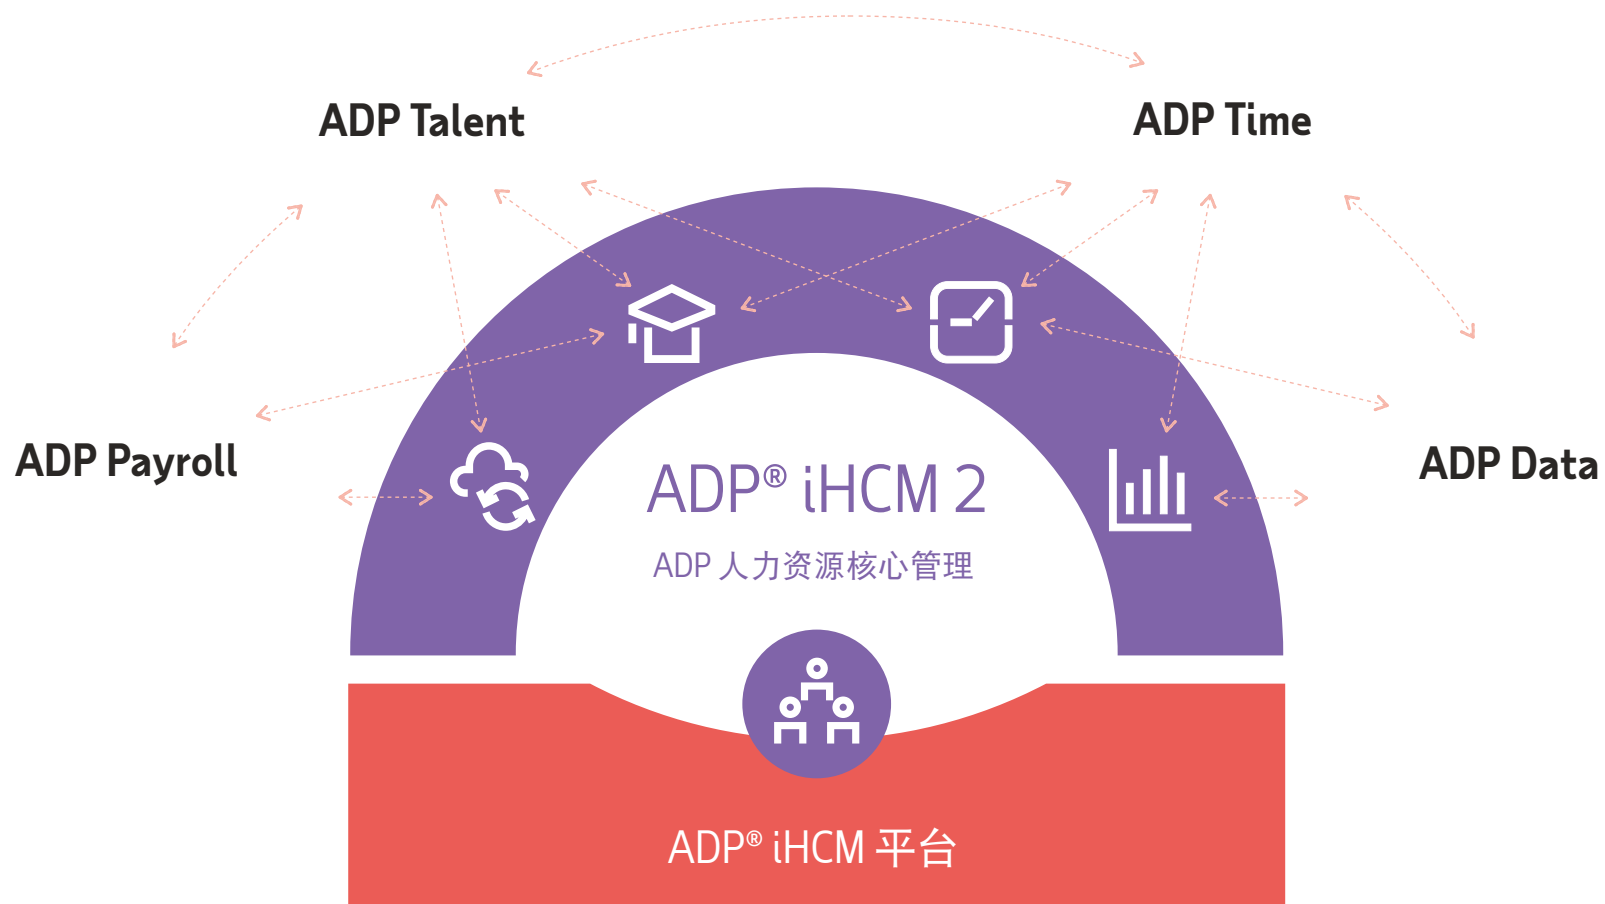 ADP Talent
ADP Time
ADP Payroll
ADP Data
ADP® iHCM 2
ADP 人力资源核心管理
ADP® iHCM 平台